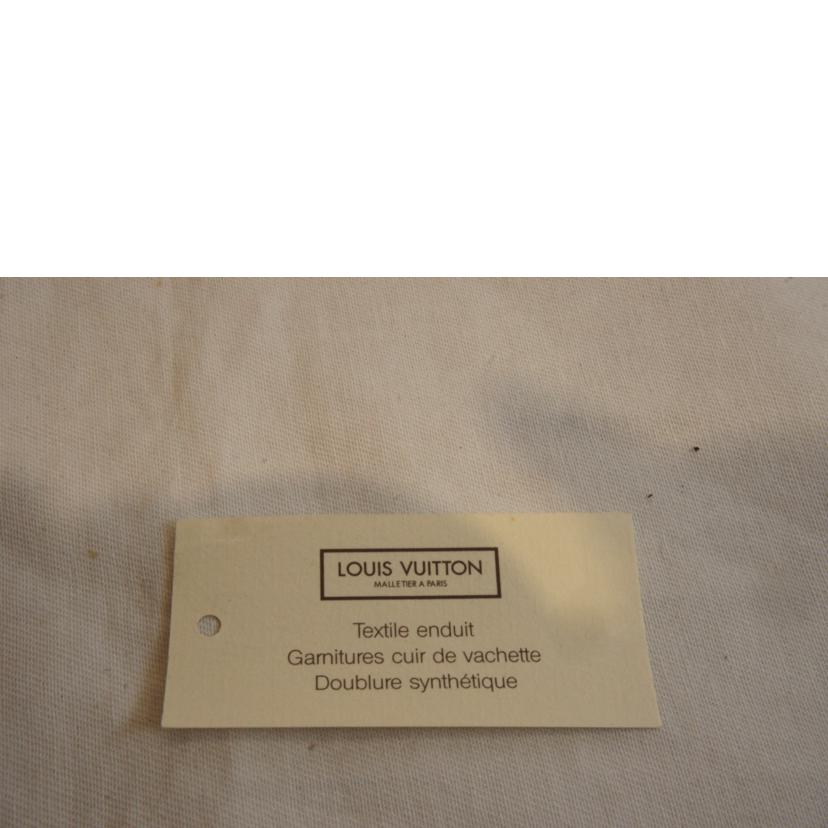 LOUIS VUITTON
MALLETIER A PARIS
Textile enduit
Garnitures cuir de vachette
Doublure synthétique